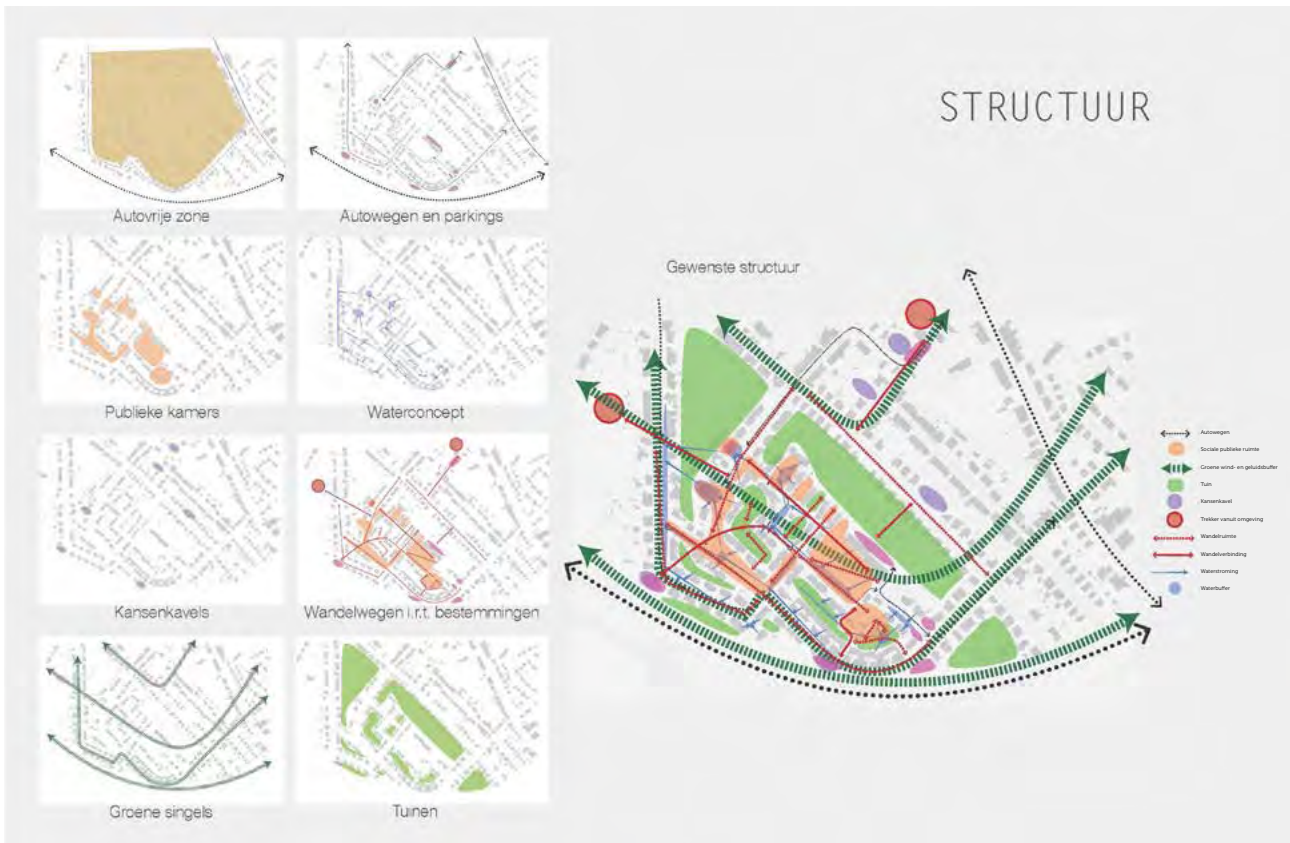 STRUCTUUR
Autovrije zone
Autowegen en parkings
Publieke kamers
Waterconcept
Kansenkavels
Wandelwegen i.r.t. bestemmingen
Groene singels
Tuinen
Gewenste structuur
Autowegen
Sociale publieke ruimte
Groene wind- en geluidsbuffer
Tuin
Kansenkavel
Trekker vanuit omgeving
Wandelruimte
Wandelverbinding
Waterstroming
Waterbuffer